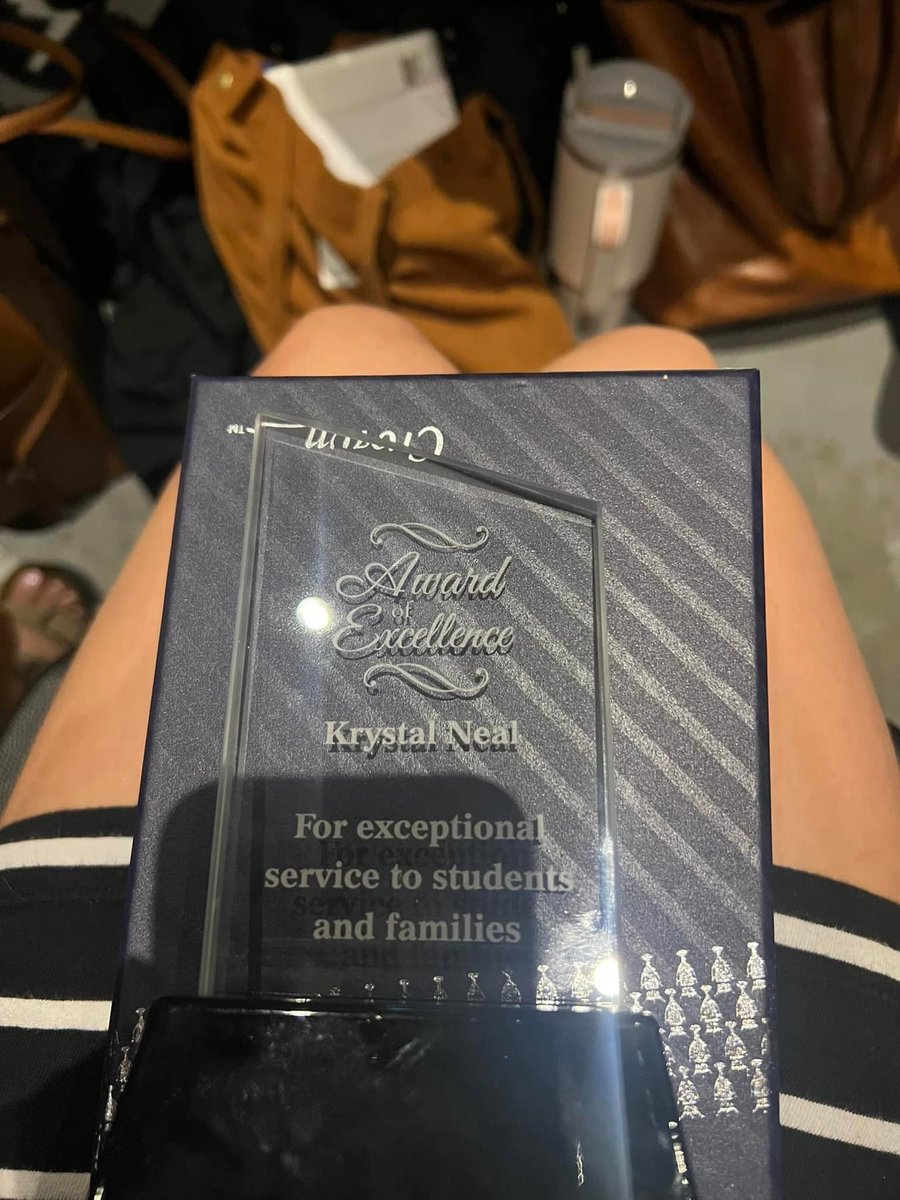 Award
of
Excellence
Krystal Neal
For exceptional
service to students
and families